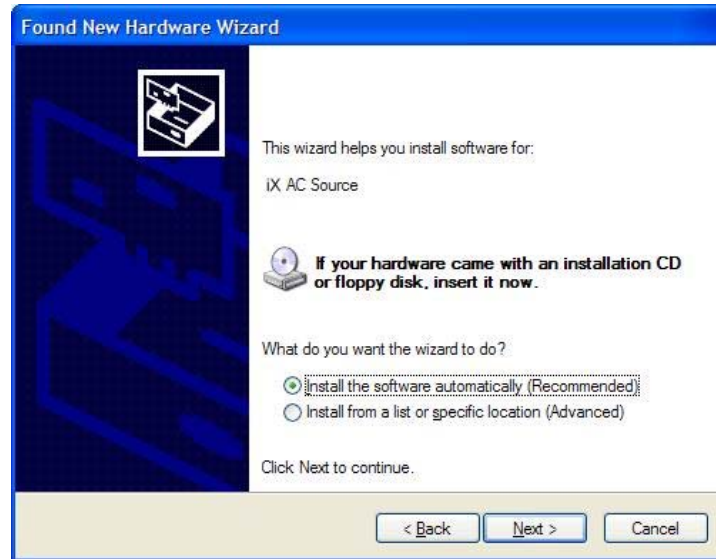 Found New Hardware Wizard
This wizard helps you install software for:
iX AC Source
If your hardware came with an installation CD
or floppy disk, insert it now.
What do you want the wizard to do?
Install the software automatically (Recommended)
Install from a list or specific location (Advanced)
Click Next to continue.
< Back
Next >
Cancel